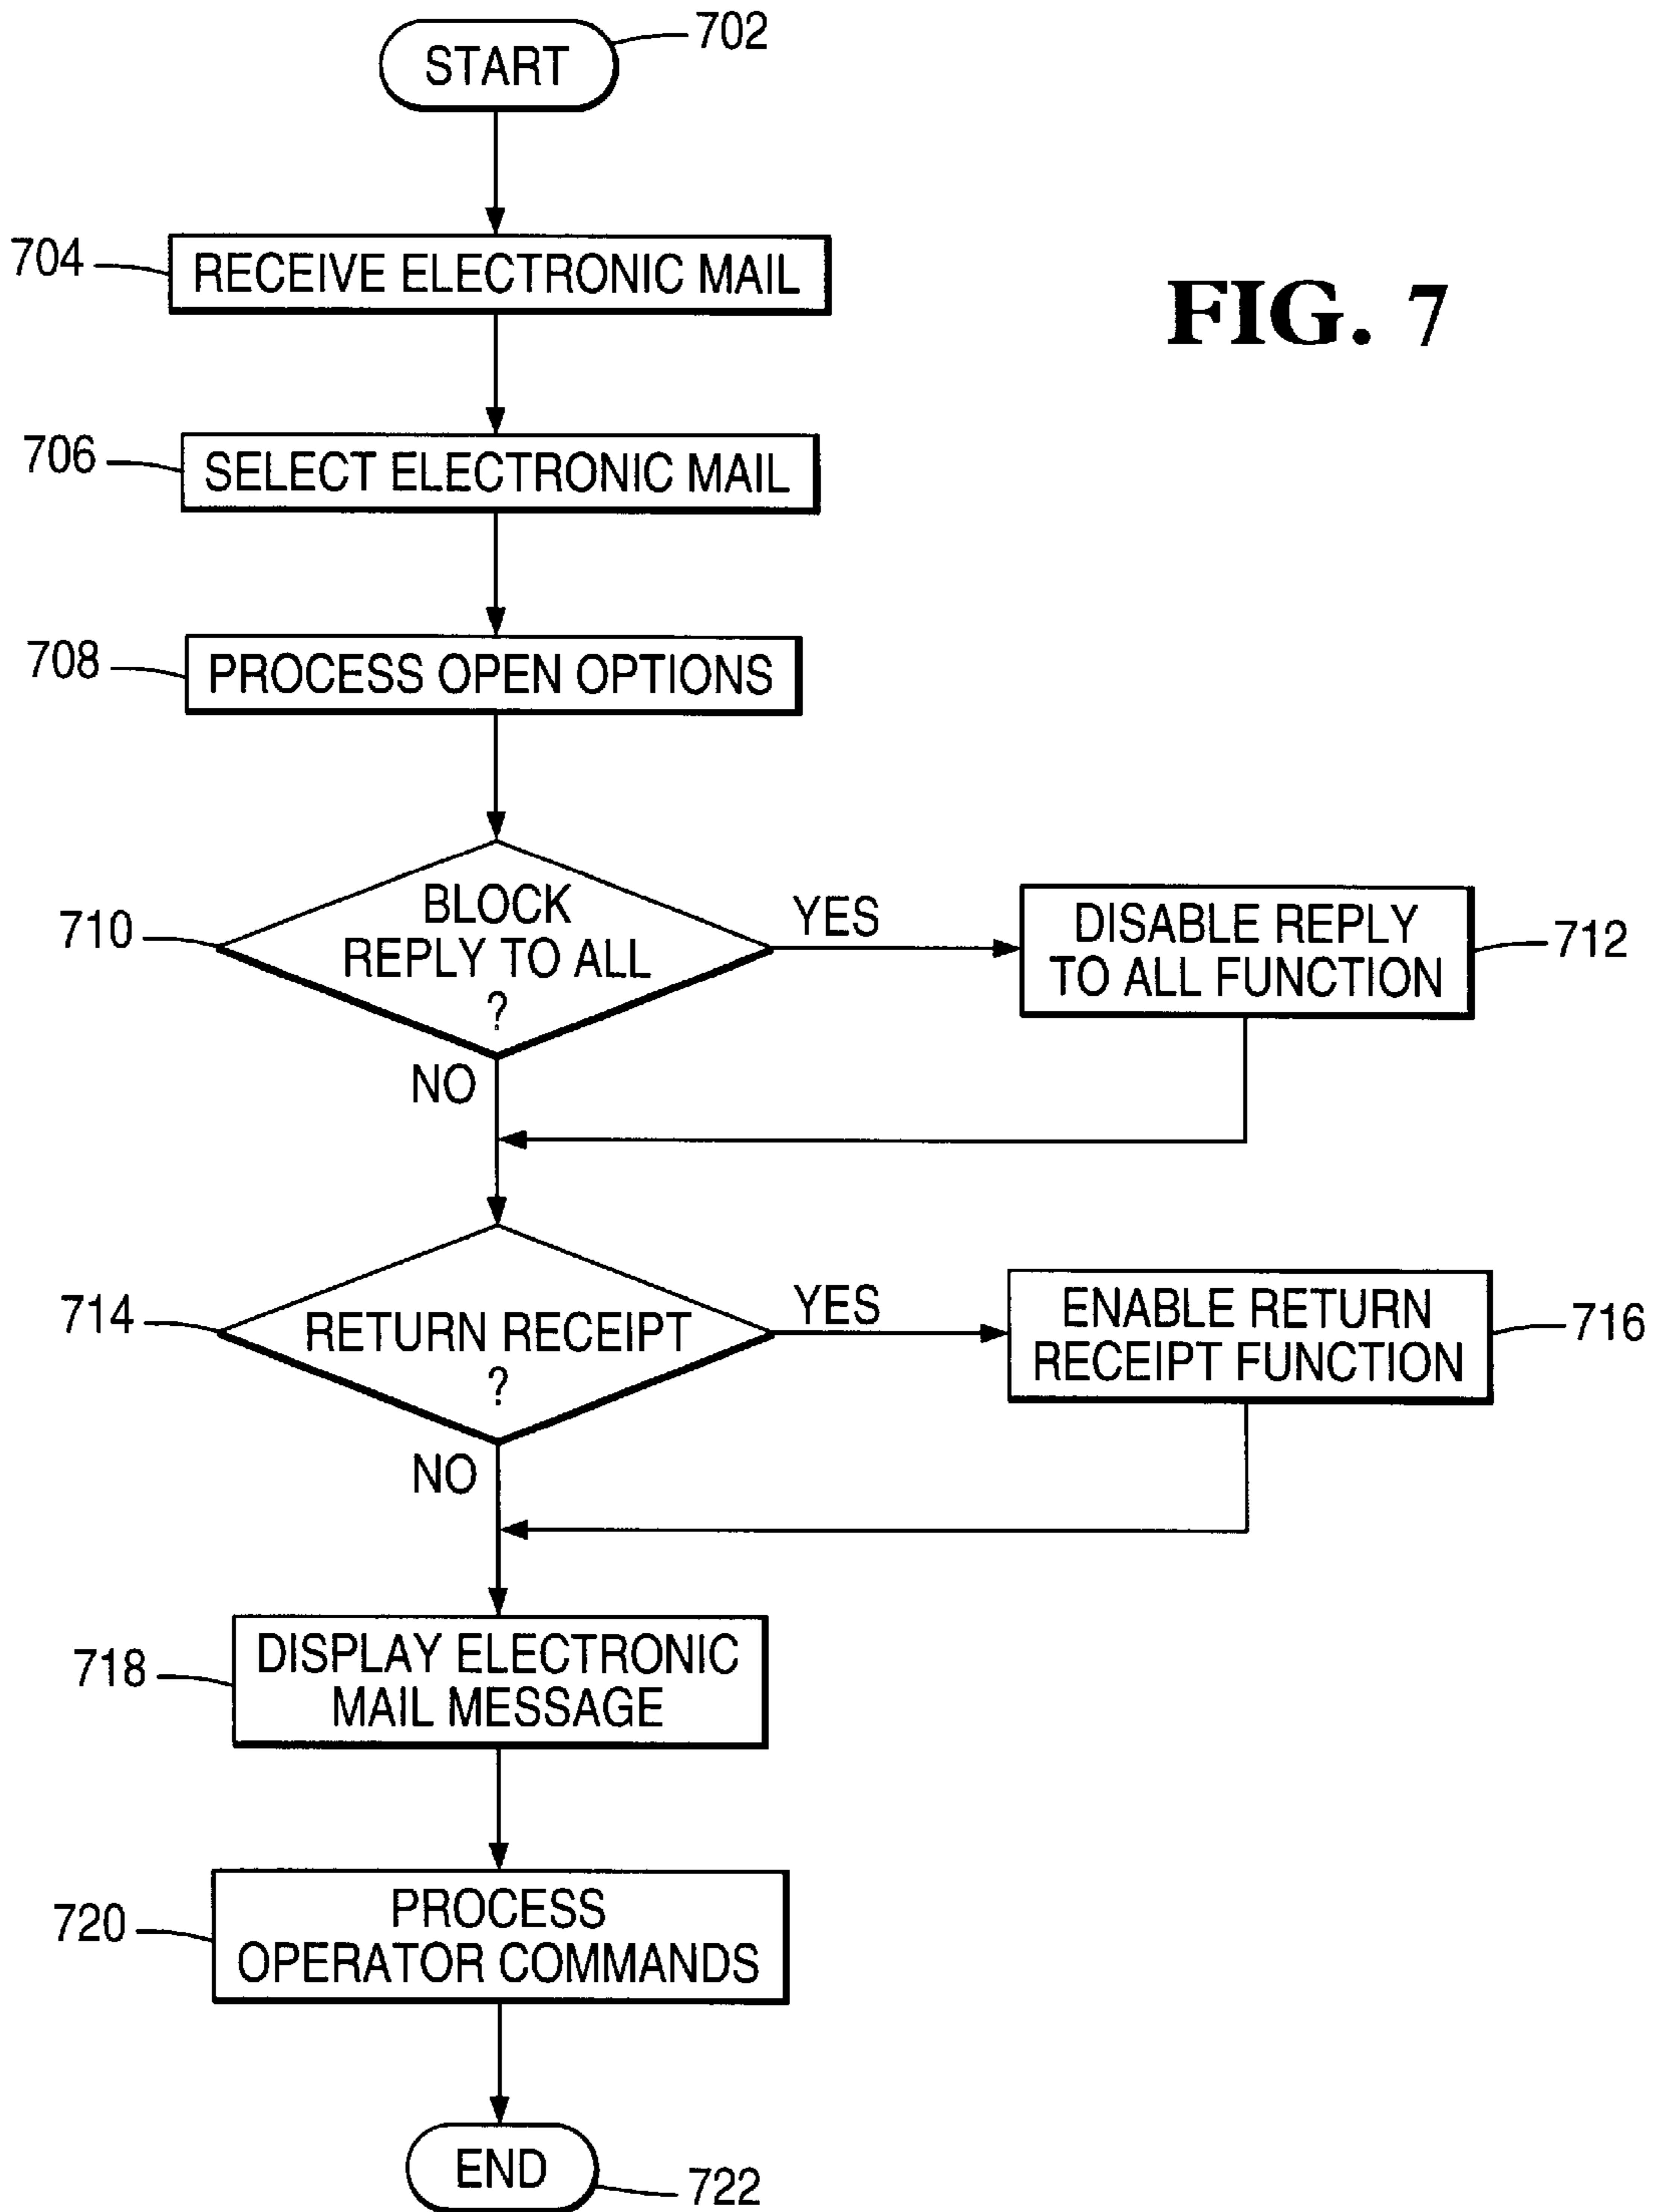 START
702
704
RECEIVE ELECTRONIC MAIL
FIG. 7
706
SELECT ELECTRONIC MAIL
708
PROCESS OPEN OPTIONS
710
BLOCK
REPLY TO ALL
?
YES
DISABLE REPLY
TO ALL FUNCTION
712
NO
714
RETURN RECEIPT
?
YES
ENABLE RETURN
RECEIPT FUNCTION
716
NO
718
DISPLAY ELECTRONIC
MAIL MESSAGE
720
PROCESS
OPERATOR COMMANDS
END
722